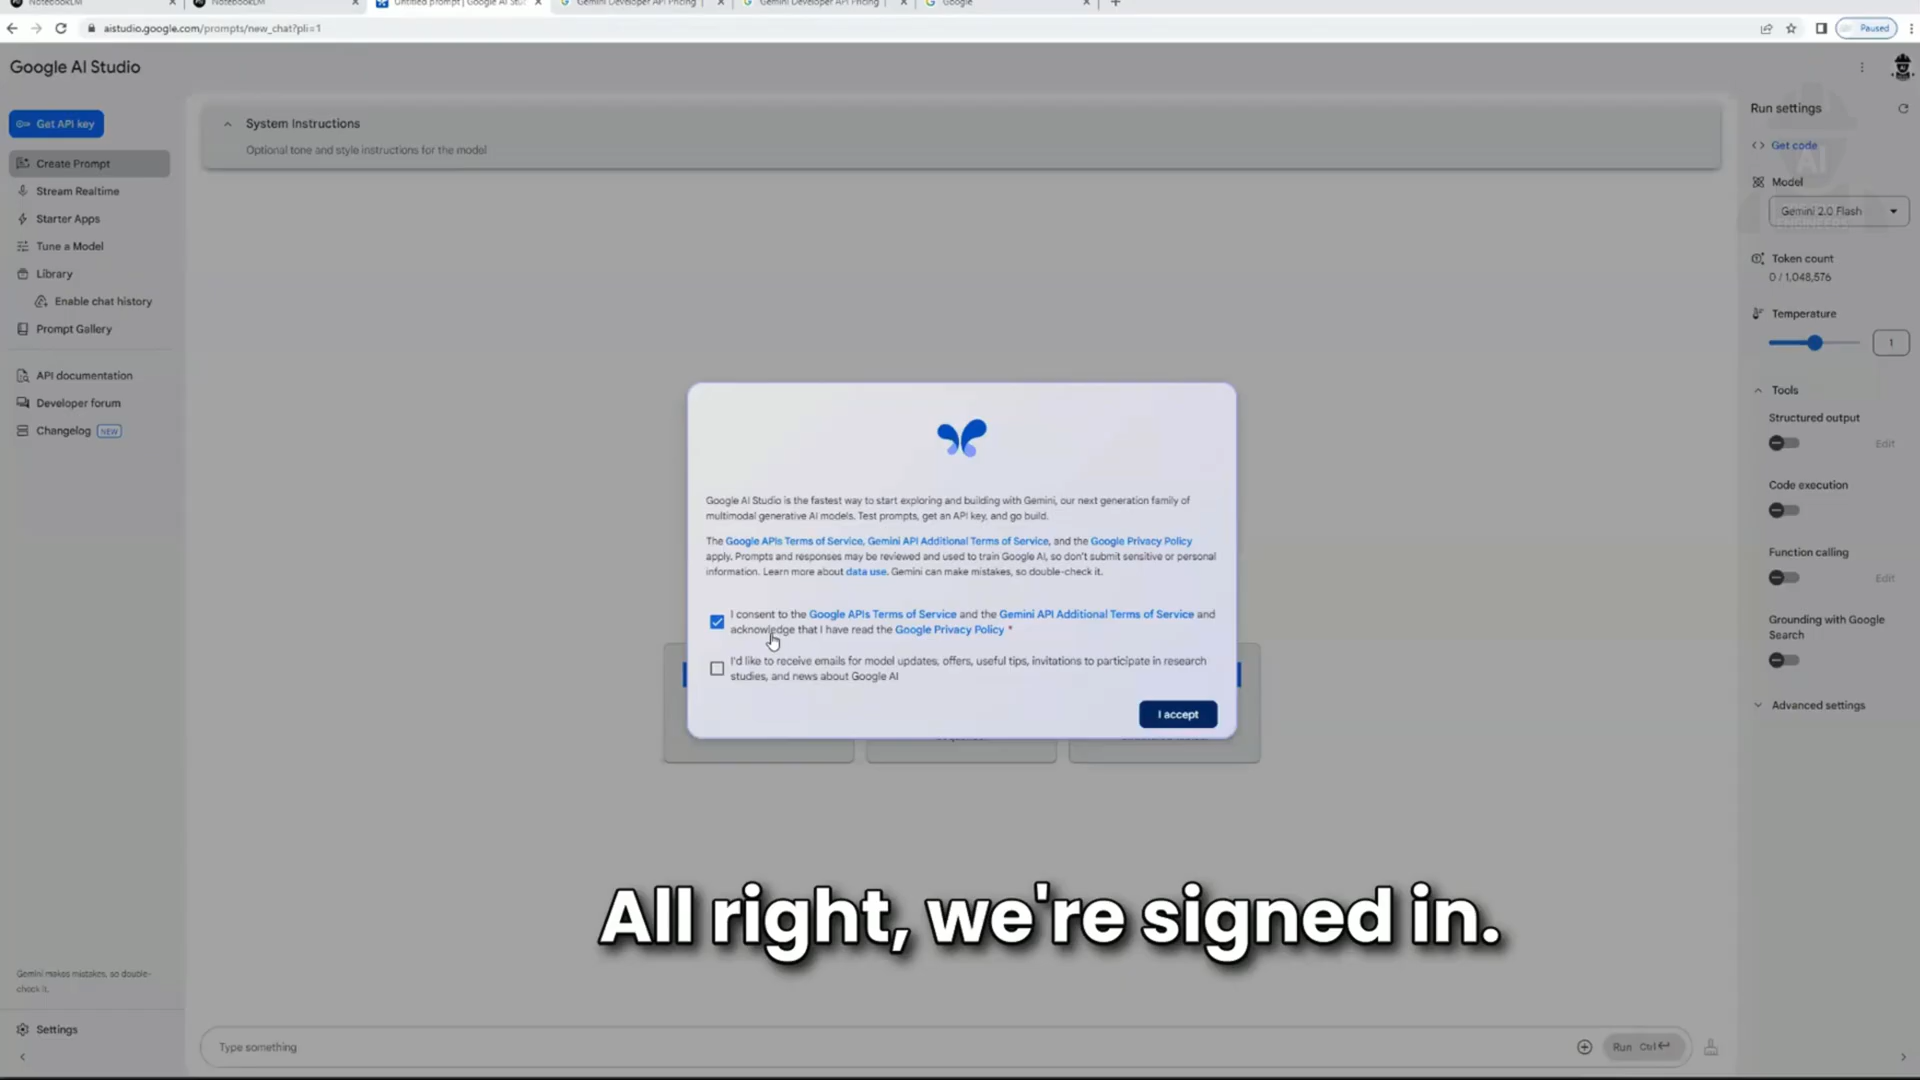 NotebookLM
NotebookLM
Untitled prompt | Google AI Stu
Gemini Developer API Pricing
Gemini Developer API Pricing
Google
aistudio.google.com/prompts/new_chat?pli=1
Paused
Google AI Studio
Get API key
Create Prompt
Stream Realtime
Starter Apps
Tune a Model
Library
Enable chat history
Prompt Gallery
API documentation
Developer forum
Changelog NEW
Gemini makes mistakes, so double-
check it.
Settings
System Instructions
Optional tone and style instructions for the model
Google AI Studio is the fastest way to start exploring and building with Gemini, our next generation family of
multimodal generative AI models. Test prompts, get an API key, and go build.
The Google APIs Terms of Service, Gemini API Additional Terms of Service, and the Google Privacy Policy
apply. Prompts and responses may be reviewed and used to train Google AI, so don't submit sensitive or personal
information. Learn more about data use. Gemini can make mistakes, so double-check it.
I consent to the Google APIs Terms of Service and the Gemini API Additional Terms of Service and
acknowledge that I have read the Google Privacy Policy *
I'd like to receive emails for model updates, offers, useful tips, invitations to participate in research
studies, and news about Google AI
I accept
All right, we're signed in.
Type something
Run Ctrl
Run settings
Get code
Model
Gemini 2.0 Flash
AI
ENGINEERS
Token count
0 / 1,048,576
Temperature
1
Tools
Structured output
Edit
Code execution
Function calling
Edit
Grounding with Google
Search
Advanced settings